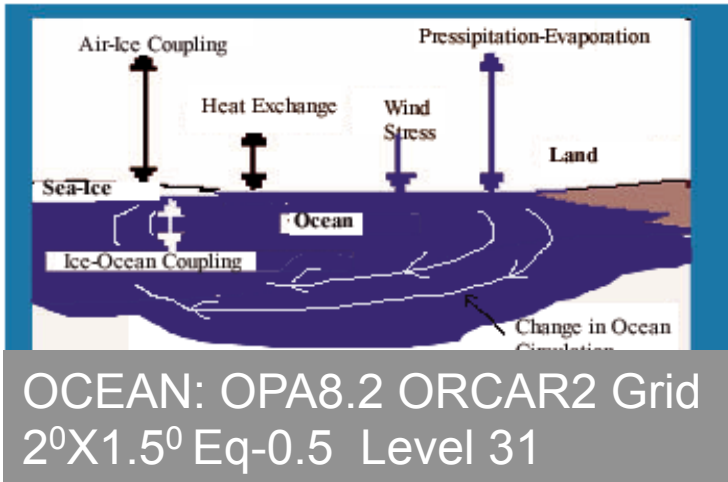 Air-Ice Coupling
Pressipitation-Evaporation
Heat Exchange
Wind
Stress
Land
Sea-Ice
Ocean
Ice-Ocean Coupling
Change in Ocean
OCEAN: OPA8.2 ORCAR2 Grid
2⁰X1.5⁰ Eq-0.5 Level 31